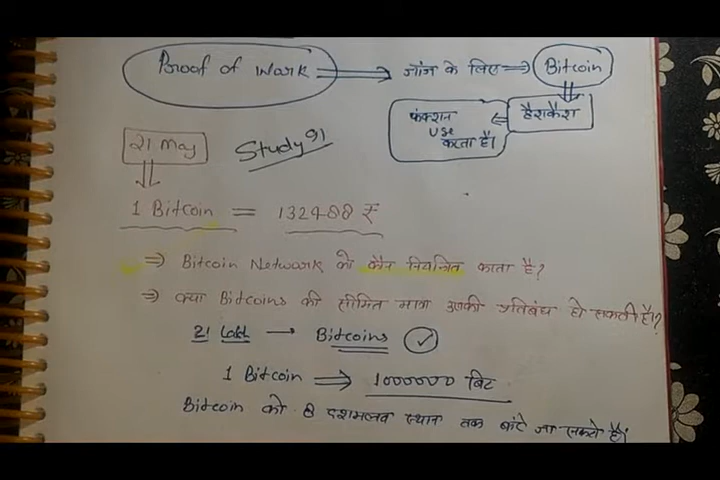 Proof of Work ⇒ जांज के लिए ⇒ Bitcoin
हैशकैश
फंक्शन
use
करता है।
21 May
Study91
1 Bitcoin = 132488 ₹
⇒ Bitcoin Network को कौन नियन्त्रित करता है?
⇒ क्या Bitcoins की सीमित मात्रा उसकी प्रतिबंध हो सकती है।?
21 Lakh → Bitcoins ✓
1 Bitcoin ⇒ 1000000 बिट
Bitcoin को 8 दशमलव स्थान तक बांटे जा सकते है।